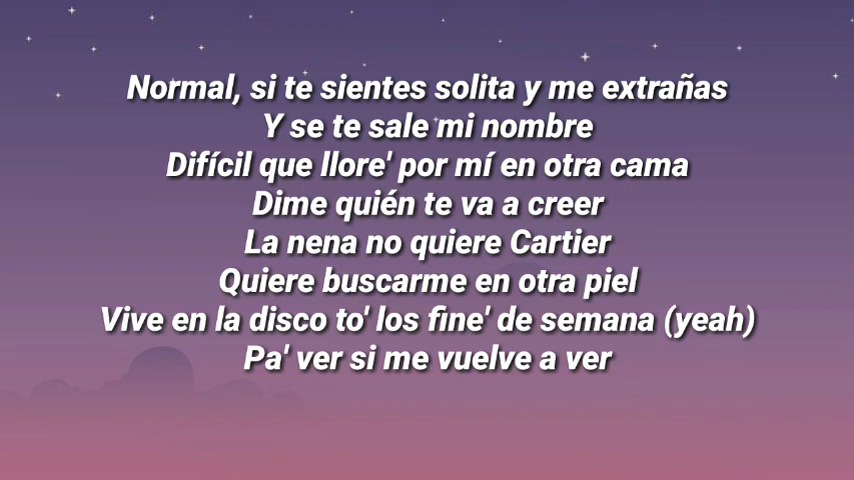 Normal, si te sientes solita y me extrañas
Y se te sale mi nombre
Difícil que llore' por mí en otra cama
Dime quién te va a creer
La nena no quiere Cartier
Quiere buscarme en otra piel
Vive en la disco to' los fine' de semana (yeah)
Pa' ver si me vuelve a ver